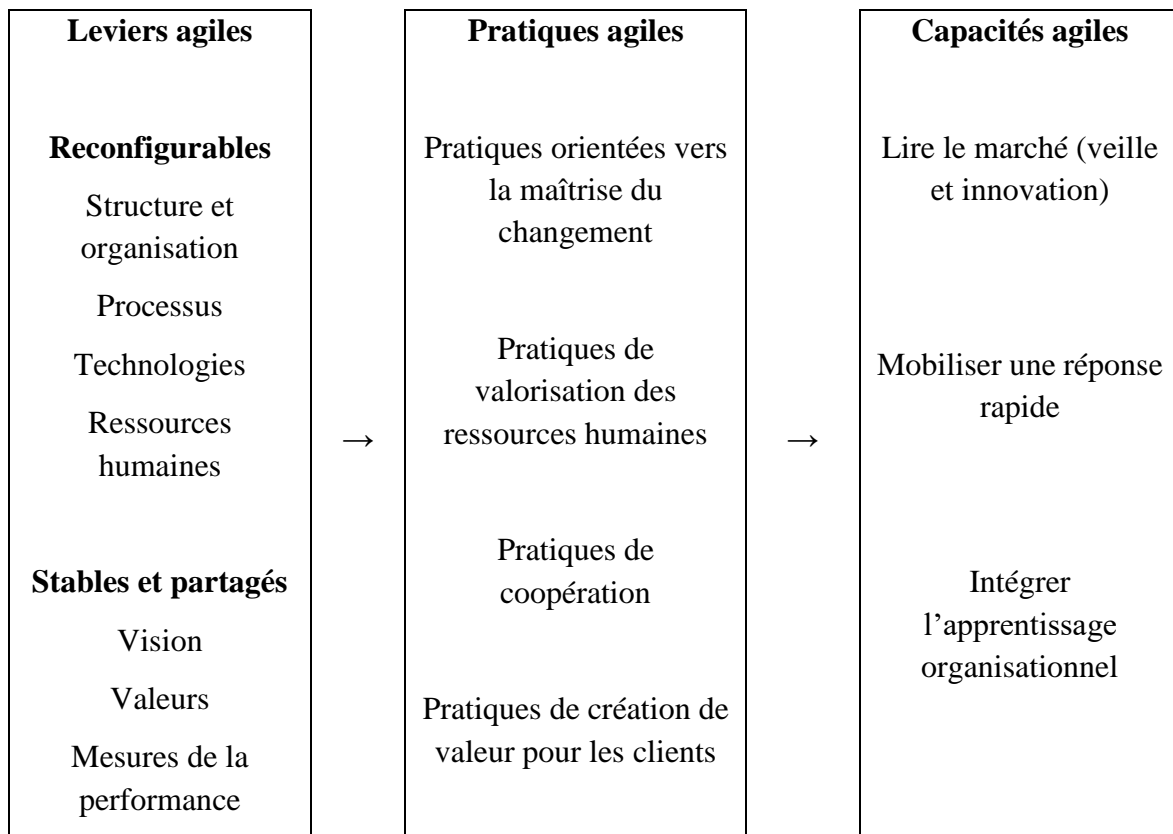 Leviers agiles
Reconfigurables
Structure et
organisation
Processus
Technologies
Ressources
humaines
Stables et partagés
Vision
Valeurs
Mesures de la
performance
→
Pratiques agiles
Pratiques orientées vers
la maîtrise du
changement
Pratiques de
valorisation des
ressources humaines
Pratiques de
coopération
Pratiques de création de
valeur pour les clients
→
Capacités agiles
Lire le marché (veille
et innovation)
Mobiliser une réponse
rapide
Intégrer
l’apprentissage
organisationnel